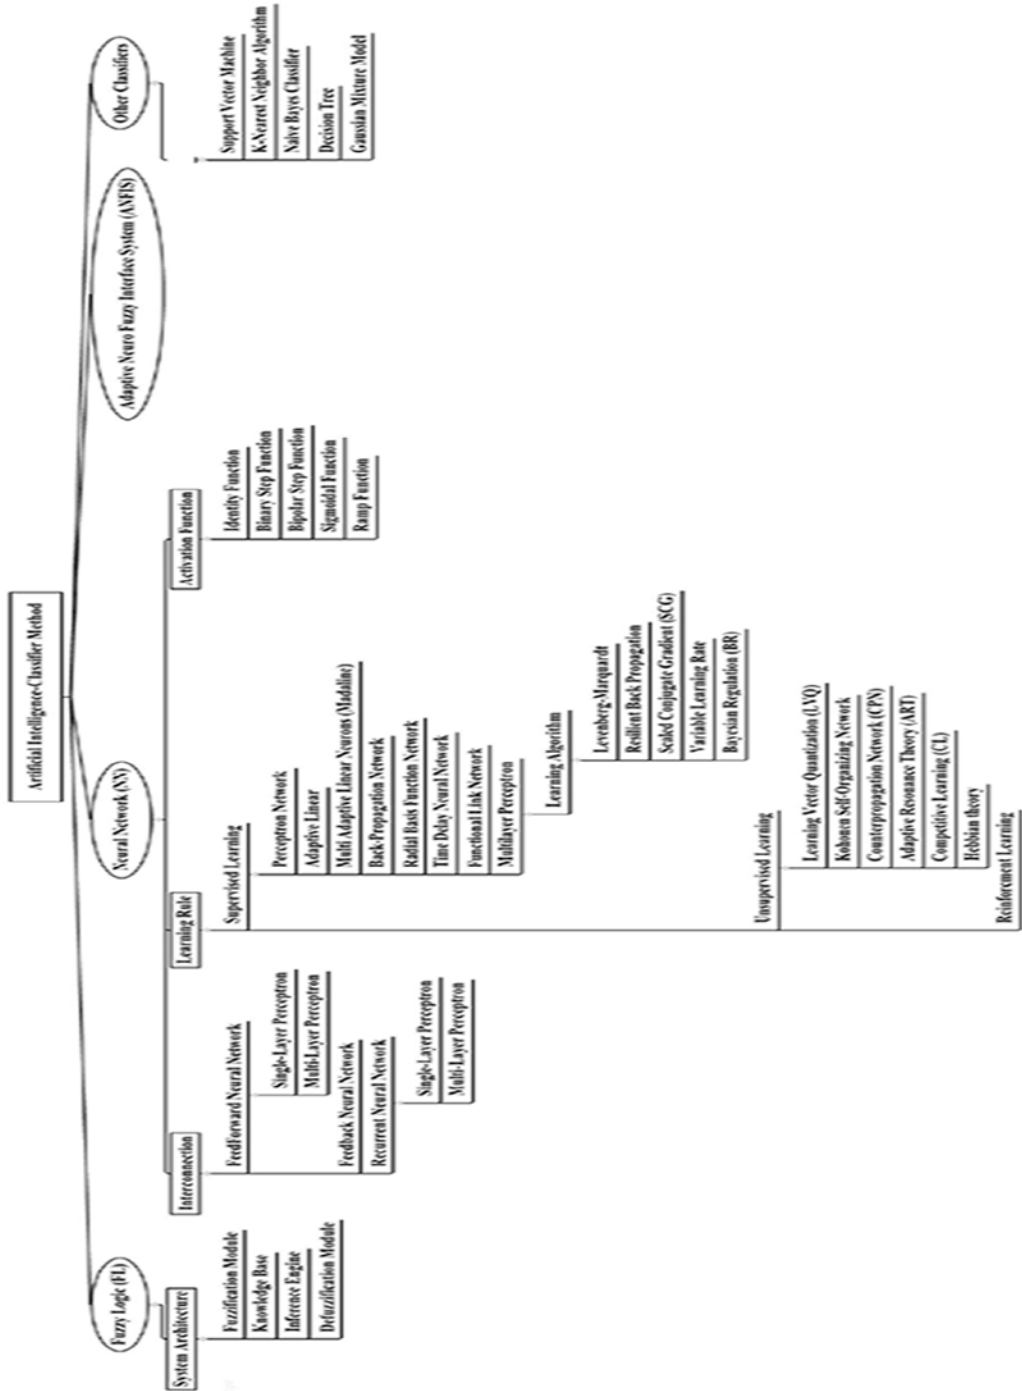 Artificial Intelligence-Classifier Method
Fuzzy Logic (FL)
System Architecture
Fuzzification Module
Knowledge Base
Inference Engine
Defuzzification Module
Neural Network (NN)
Interconnection
FeedForward Neural Network
Single-Layer Perceptron
Multi-Layer Perceptron
Feedback Neural Network
Recurrent Neural Network
Single-Layer Perceptron
Multi-Layer Perceptron
Learning Rule
Supervised Learning
Perceptron Network
Adaptive Linear
Multi Adaptive Linear Neurons (Madaline)
Back-Propagation Network
Radial Basis Function Network
Time Delay Neural Network
Functional Link Network
Multilayer Perceptron
Learning Algorithm
Levenberg-Marquardt
Resilient Back Propagation
Scaled Conjugate Gradient (SCG)
Variable Learning Rate
Bayesian Regulation (BR)
Unsupervised Learning
Learning Vector Quantization (LVQ)
Kohonen Self-Organizing Network
Counterpropagation Network (CPN)
Adaptive Resonance Theory (ART)
Competitive Learning (CL)
Hebbian theory
Reinforcement Learning
Activation Function
Identity Function
Binary Step Function
Bipolar Step Function
Sigmoidal Function
Ramp Function
Adaptive Neuro Fuzzy Interface System (ANFIS)
Other Classifiers
Support Vector Machine
K-Nearest Neighbor Algorithm
Naive Bayes Classifier
Decision Tree
Gaussian Mixture Model